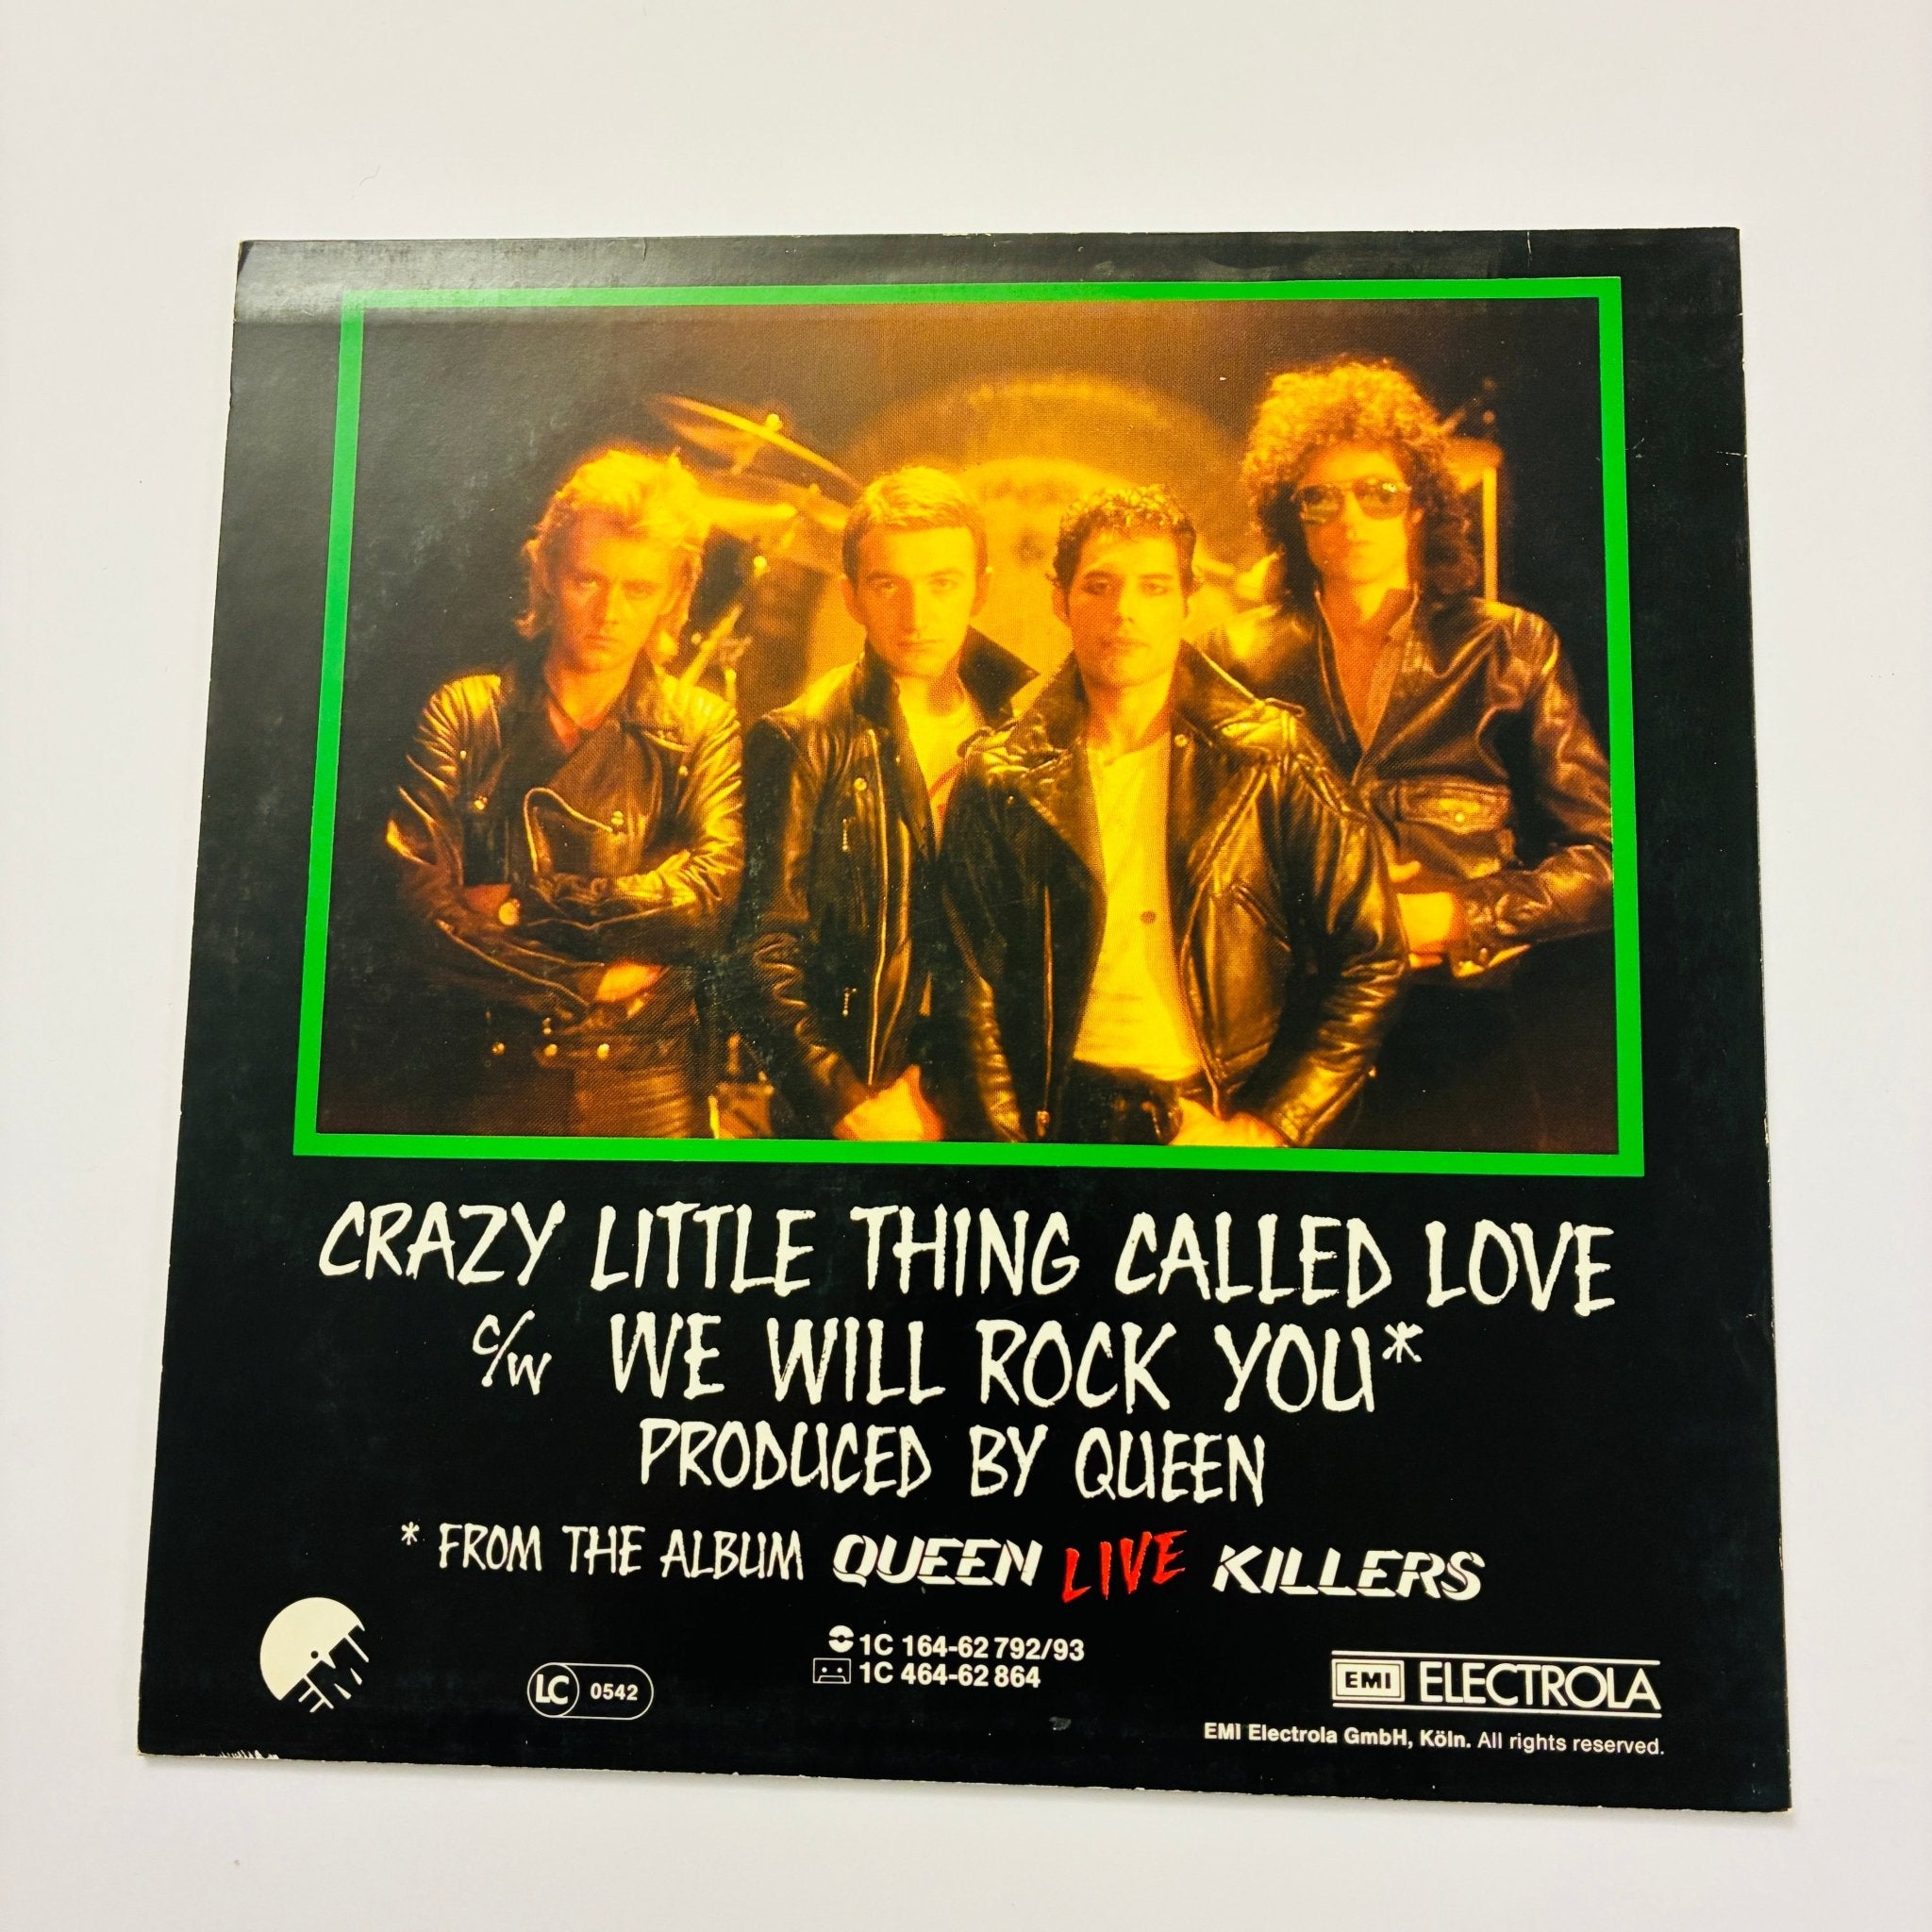 CRAZY LITTLE THING CALLED LOVE
c/w WE WILL ROCK YOU*
PRODUCED BY QUEEN
* FROM THE ALBUM QUEEN LIVE KILLERS
EMI
LC 0542
1C 164-62 792/93
1C 464-62 864
EMI ELECTROLA
EMI Electrola GmbH, Köln. All rights reserved.